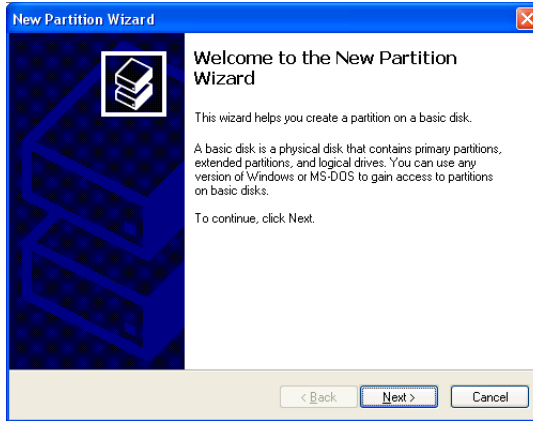 New Partition Wizard
Welcome to the New Partition
Wizard
This wizard helps you create a partition on a basic disk.
A basic disk is a physical disk that contains primary partitions,
extended partitions, and logical drives. You can use any
version of Windows or MS-DOS to gain access to partitions
on basic disks.
To continue, click Next.
< Back Next > Cancel